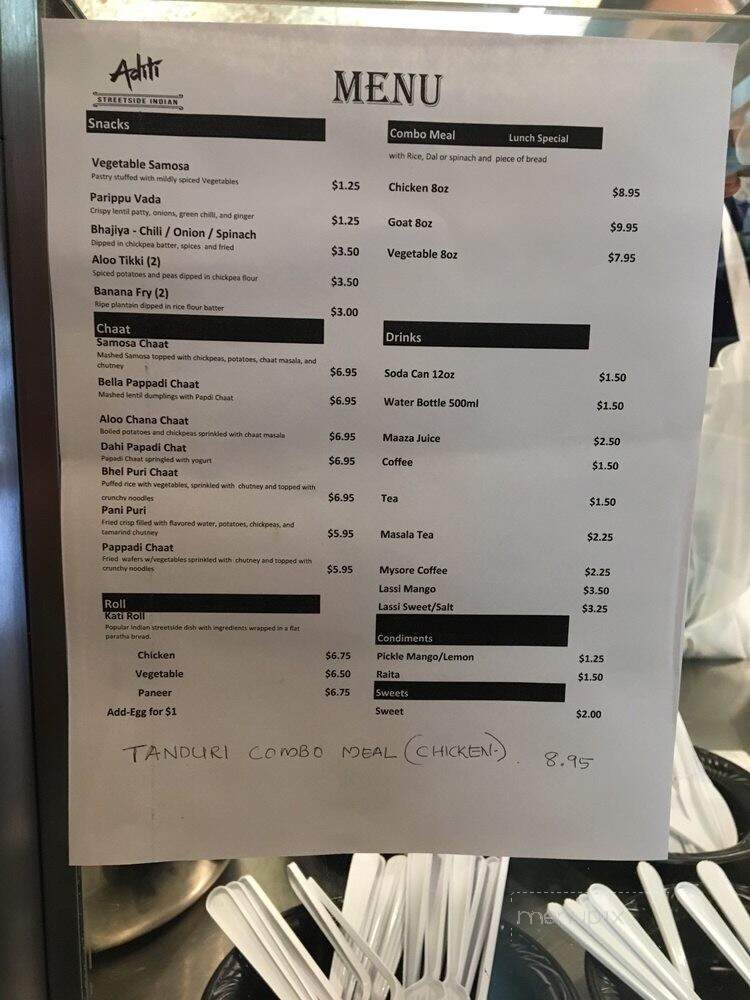 Aditi
STREETSIDE INDIAN
MENU
Snacks
Vegetable Samosa
Pastry stuffed with mildly spiced Vegetables
$1.25
Parippu Vada
Crispy lentil patty, onions, green chilli, and ginger
$1.25
Bhajiya - Chili / Onion / Spinach
Dipped in chickpea batter, spices and fried
$3.50
Aloo Tikki (2)
Spiced potatoes and peas dipped in chickpea flour
$3.50
Banana Fry (2)
Ripe plantain dipped in rice flour batter
$3.00
Chaat
Samosa Chaat
Mashed Samosa topped with chickpeas, potatoes, chaat masala, and
chutney
$6.95
Bella Pappadi Chaat
Mashed lentil dumplings with Papdi Chaat
$6.95
Aloo Chana Chaat
Boiled potatoes and chickpeas sprinkled with chaat masala
$6.95
Dahi Papadi Chat
Papadi Chaat springled with yogurt
$6.95
Bhel Puri Chaat
Puffed rice with vegetables, sprinkled with chutney and topped with
crunchy noodles
$6.95
Pani Puri
Fried crisp filled with flavored water, potatoes, chickpeas, and
tamarind chutney
$5.95
Pappadi Chaat
Fried wafers w/vegetables sprinkled with chutney and topped with
crunchy noodles
$5.95
Roll
Kati Roll
Popular Indian streetside dish with ingredients wrapped in a flat
paratha bread.
Chicken $6.75
Vegetable $6.50
Paneer $6.75
Add-Egg for $1
Combo Meal Lunch Special
with Rice, Dal or spinach and piece of bread
Chicken 8oz $8.95
Goat 8oz $9.95
Vegetable 8oz $7.95
Drinks
Soda Can 12oz $1.50
Water Bottle 500ml $1.50
Maaza Juice $2.50
Coffee $1.50
Tea $1.50
Masala Tea $2.25
Mysore Coffee $2.25
Lassi Mango $3.50
Lassi Sweet/Salt $3.25
Condiments
Pickle Mango/Lemon $1.25
Raita $1.50
Sweets
Sweet $2.00
TANDURI COMBO MEAL (CHICKEN-). 8.95
menupix